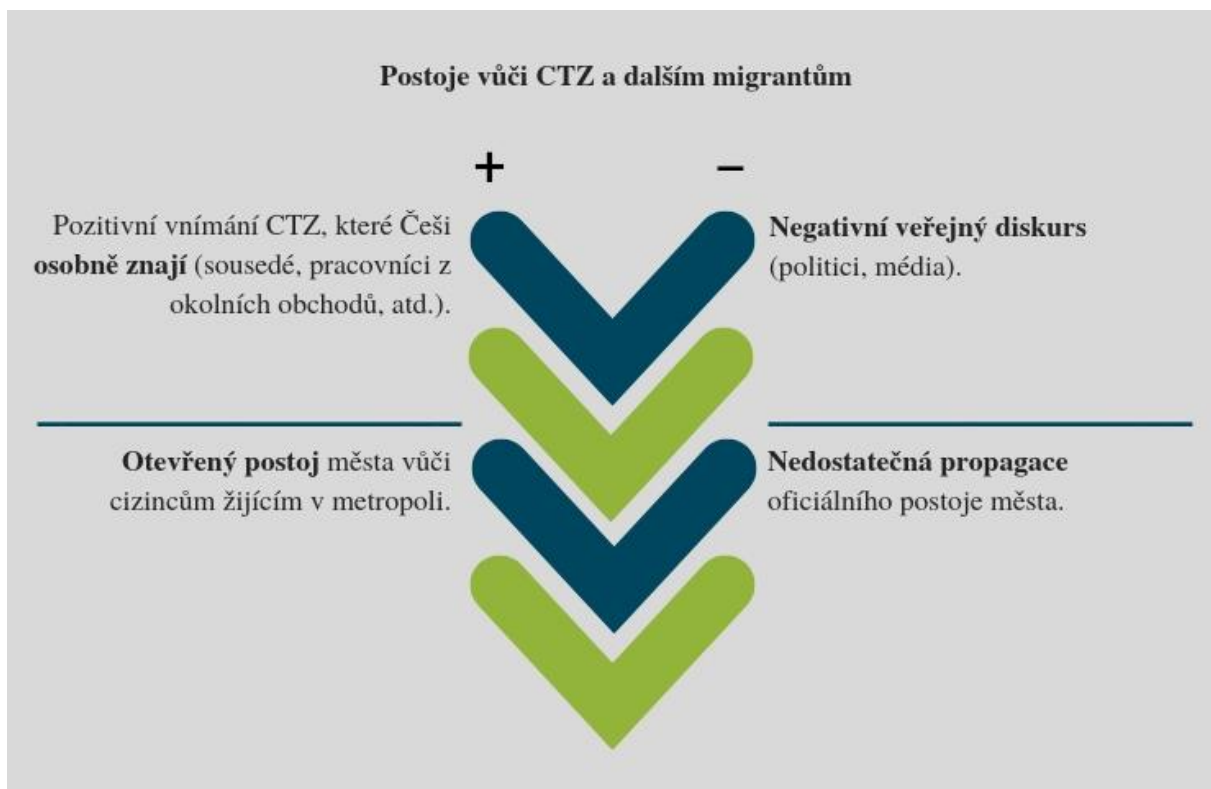 Postoje vůči CTZ a dalším migrantům
+
–
Pozitivní vnímání CTZ, které Češi
osobně znají (sousedé, pracovníci z
okolních obchodů, atd.).
Negativní veřejný diskurs
(politici, média).
Otevřený postoj města vůči
cizincům žijícím v metropoli.
Nedostatečná propagace
oficiálního postoje města.